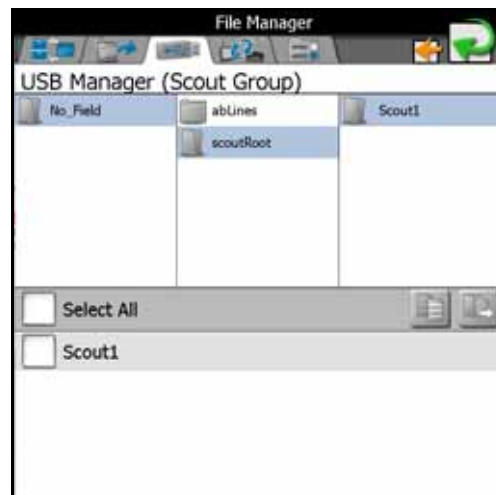 File Manager
USB Manager (Scout Group)
No_Field
abLines
Scout1
scoutRoot
Select All
Scout1